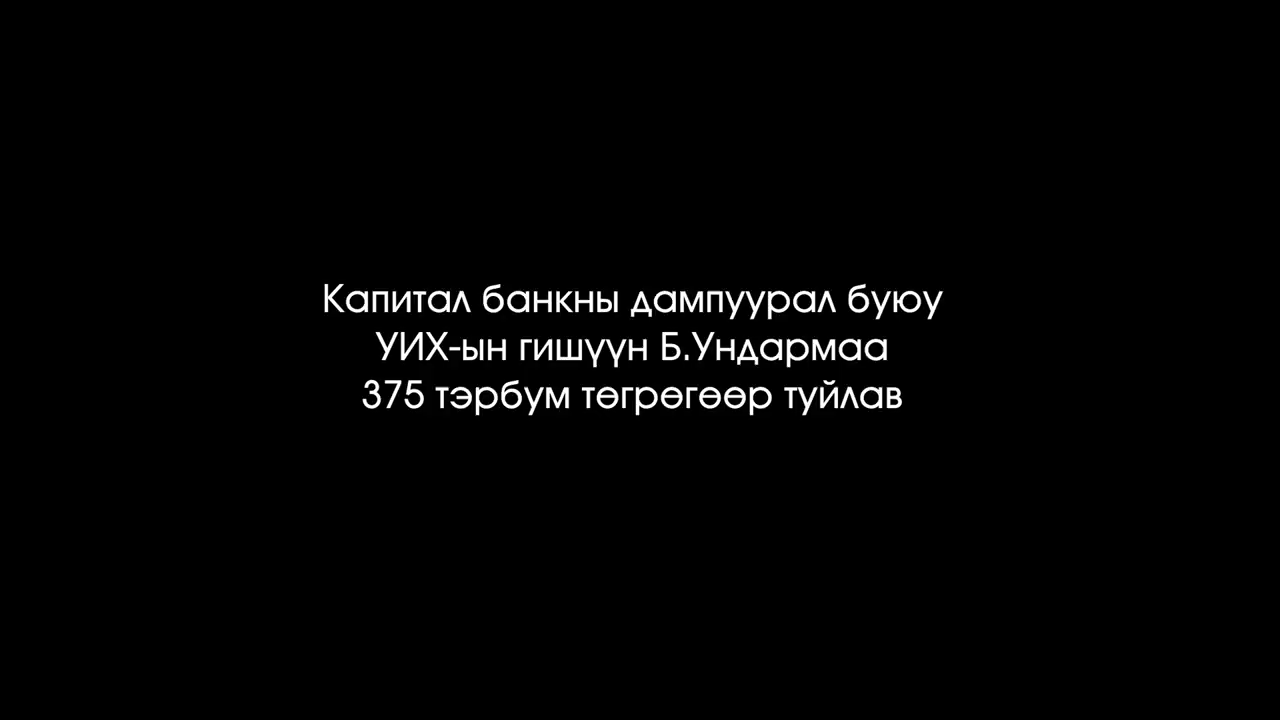 Капитал банкны дампуурал буюу
УИХ-ын гишүүн Б.Ундармаа
375 тэрбум төгрөгөөр туйлав